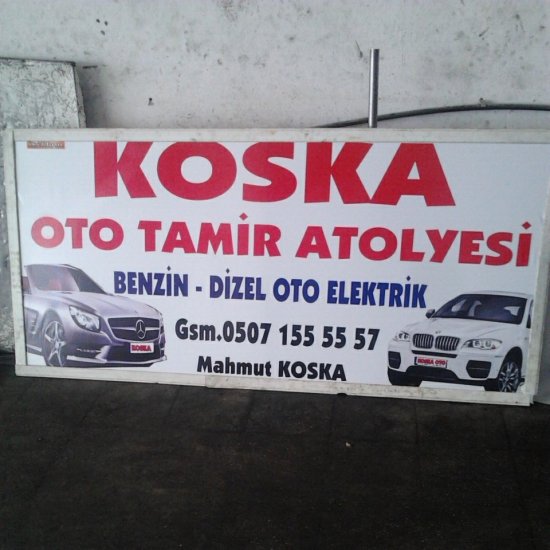 KOSKA
OTO TAMİR ATOLYESİ
BENZİN - DİZEL OTO ELEKTRİK
Gsm.0507 155 55 57
Mahmut KOSKA
KOSKA
KOSKA OTO